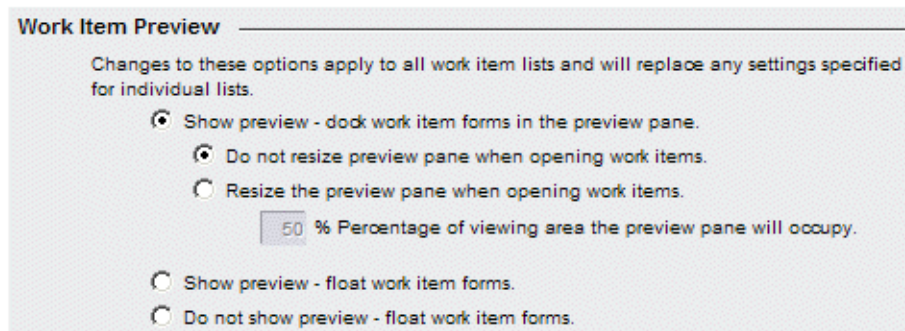 Work Item Preview
Changes to these options apply to all work item lists and will replace any settings specified
for individual lists.
Show preview - dock work item forms in the preview pane.
Do not resize preview pane when opening work items.
Resize the preview pane when opening work items.
50 % Percentage of viewing area the preview pane will occupy.
Show preview - float work item forms.
Do not show preview - float work item forms.